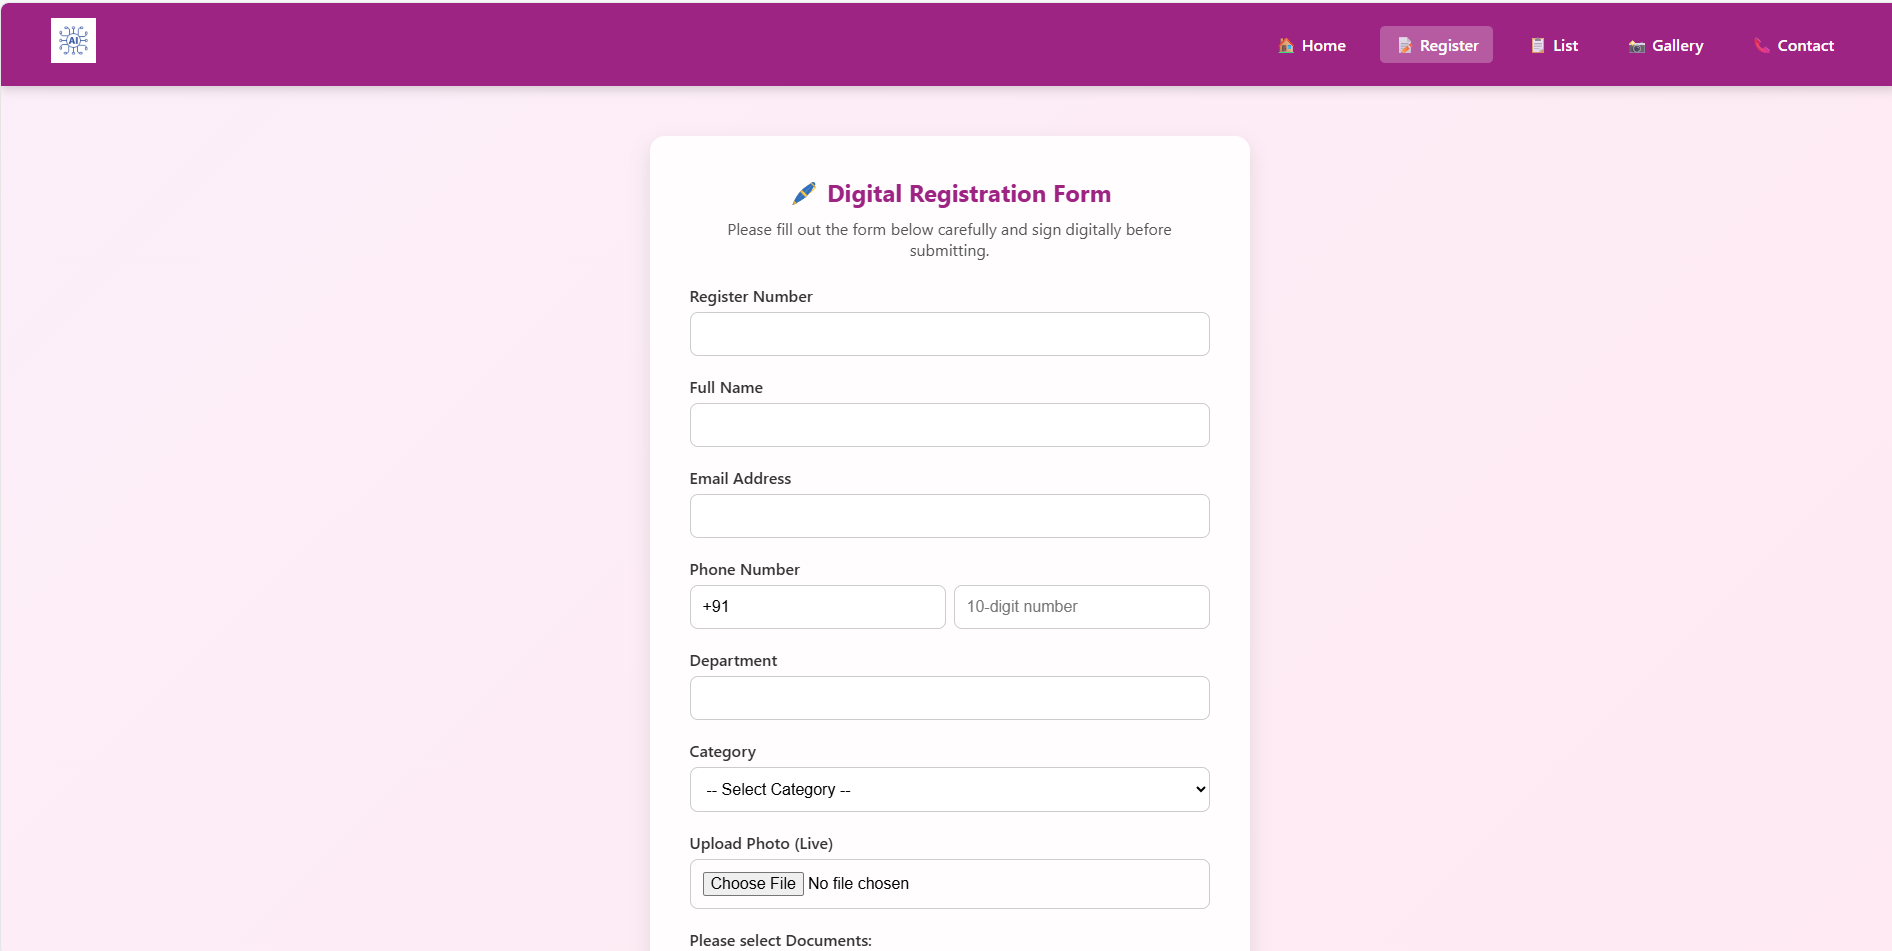 AI
Home
Register
List
Gallery
Contact
Digital Registration Form
Please fill out the form below carefully and sign digitally before
submitting.
Register Number
Full Name
Email Address
Phone Number
+91
10-digit number
Department
Category
-- Select Category --
Upload Photo (Live)
Choose File No file chosen
Please select Documents: